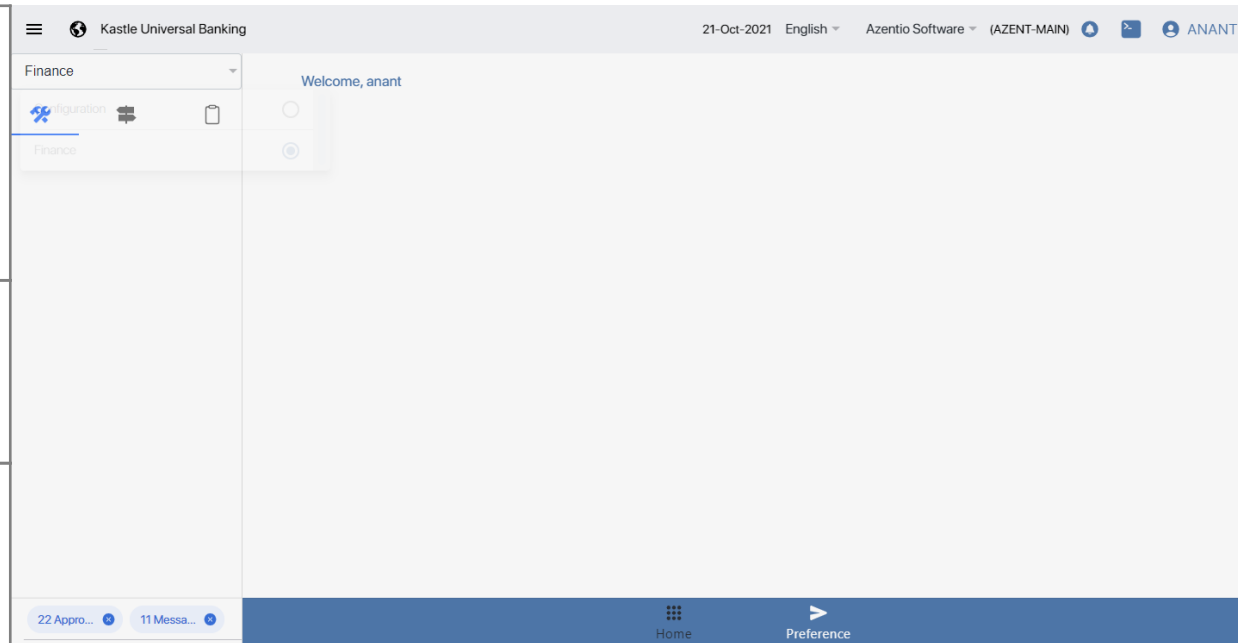 Kastle Universal Banking 21-Oct-2021 English Azentio Software (AZENT-MAIN) ANANT
Finance
Welcome, anant
Configuration
Finance
22 Appro... 11 Messa...
Home Preference